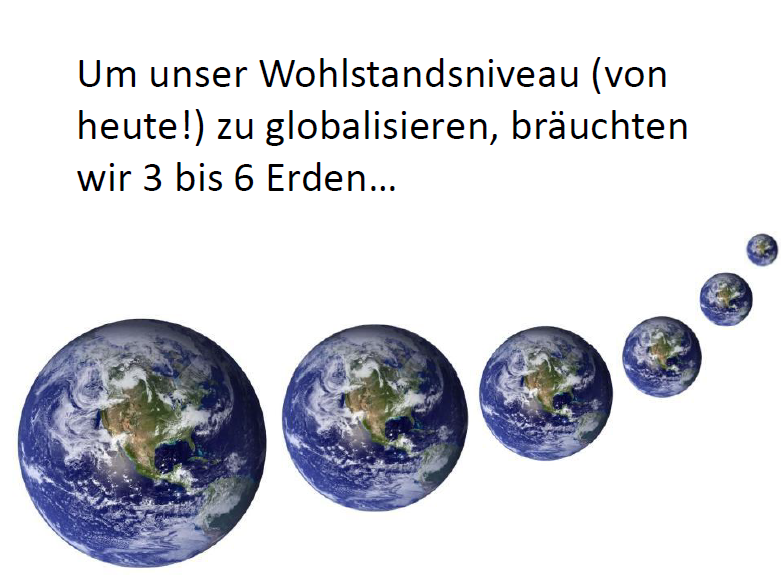 Um unser Wohlstandsniveau (von
heute!) zu globalisieren, bräuchten
wir 3 bis 6 Erden…